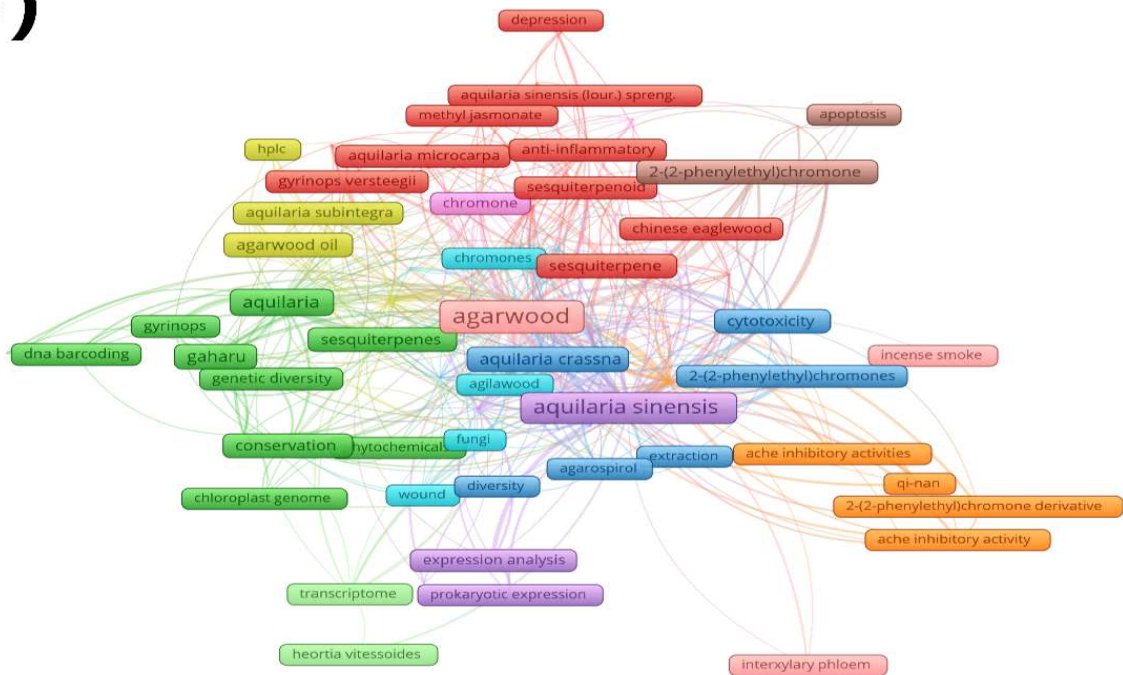 )
depression
aquilaria sinensis (lour.) spreng.
methyl jasmonate
apoptosis
hplc
aquilaria microcarpa
anti-inflammatory
2-(2-phenylethyl)chromone
gyrinops versteegii
sesquiterpenoid
chromone
aquilaria subintegra
chinese eaglewood
agarwood oil
chromones
sesquiterpene
aquilaria
agarwood
cytotoxicity
gyrinops
sesquiterpenes
dna barcoding
gaharu
aquilaria crassna
incense smoke
genetic diversity
agilawood
2-(2-phenylethyl)chromones
aquilaria sinensis
conservation
hytochemicals
fungi
extraction
ache inhibitory activities
agarospirol
chloroplast genome
wound
diversity
qi-nan
2-(2-phenylethyl)chromone derivative
ache inhibitory activity
expression analysis
transcriptome
prokaryotic expression
heortia vitessoides
interxylary phloem